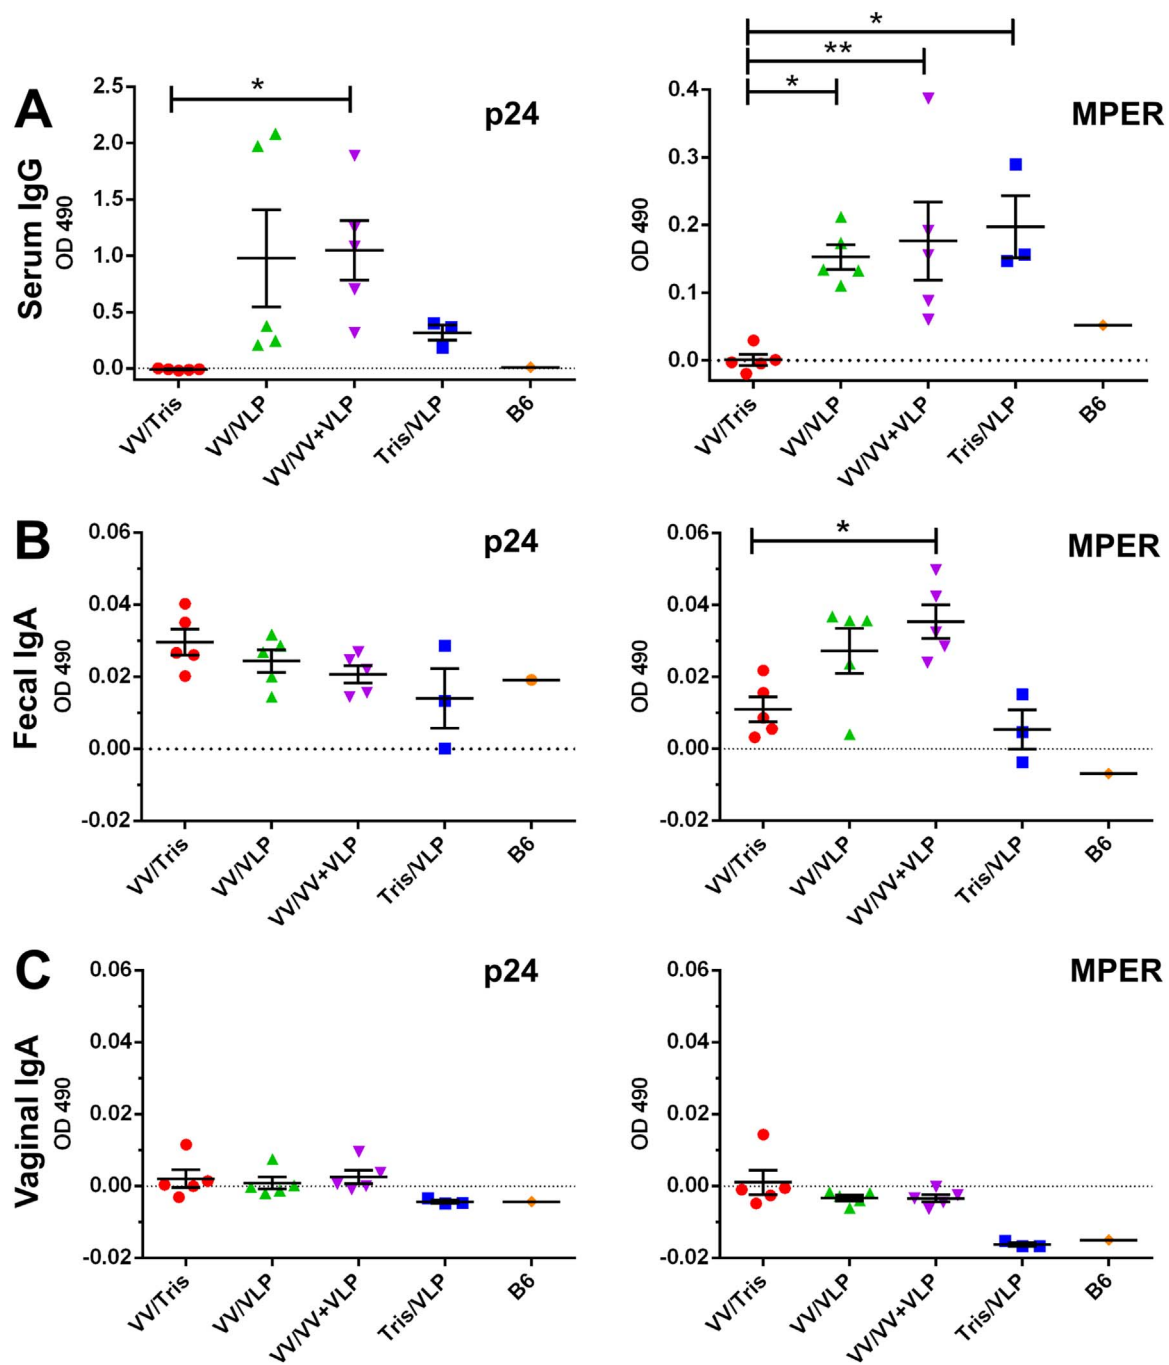 A
Serum IgG
OD 490
p24
*
2.5
2.0
1.5
1.0
0.5
0.0
VV/Tris
VV/VLP
VV/VV+VLP
Tris/VLP
B6
MPER
*
**
*
OD 490
0.4
0.3
0.2
0.1
0.0
VV/Tris
VV/VLP
VV/VV+VLP
Tris/VLP
B6
B
Fecal IgA
OD 490
p24
0.06
0.04
0.02
0.00
-0.02
VV/Tris
VV/VLP
VV/VV+VLP
Tris/VLP
B6
MPER
*
OD 490
0.06
0.04
0.02
0.00
-0.02
VV/Tris
VV/VLP
VV/VV+VLP
Tris/VLP
B6
C
Vaginal IgA
OD 490
p24
0.06
0.04
0.02
0.00
-0.02
VV/Tris
VV/VLP
VV/VV+VLP
Tris/VLP
B6
MPER
OD 490
0.06
0.04
0.02
0.00
-0.02
VV/Tris
VV/VLP
VV/VV+VLP
Tris/VLP
B6